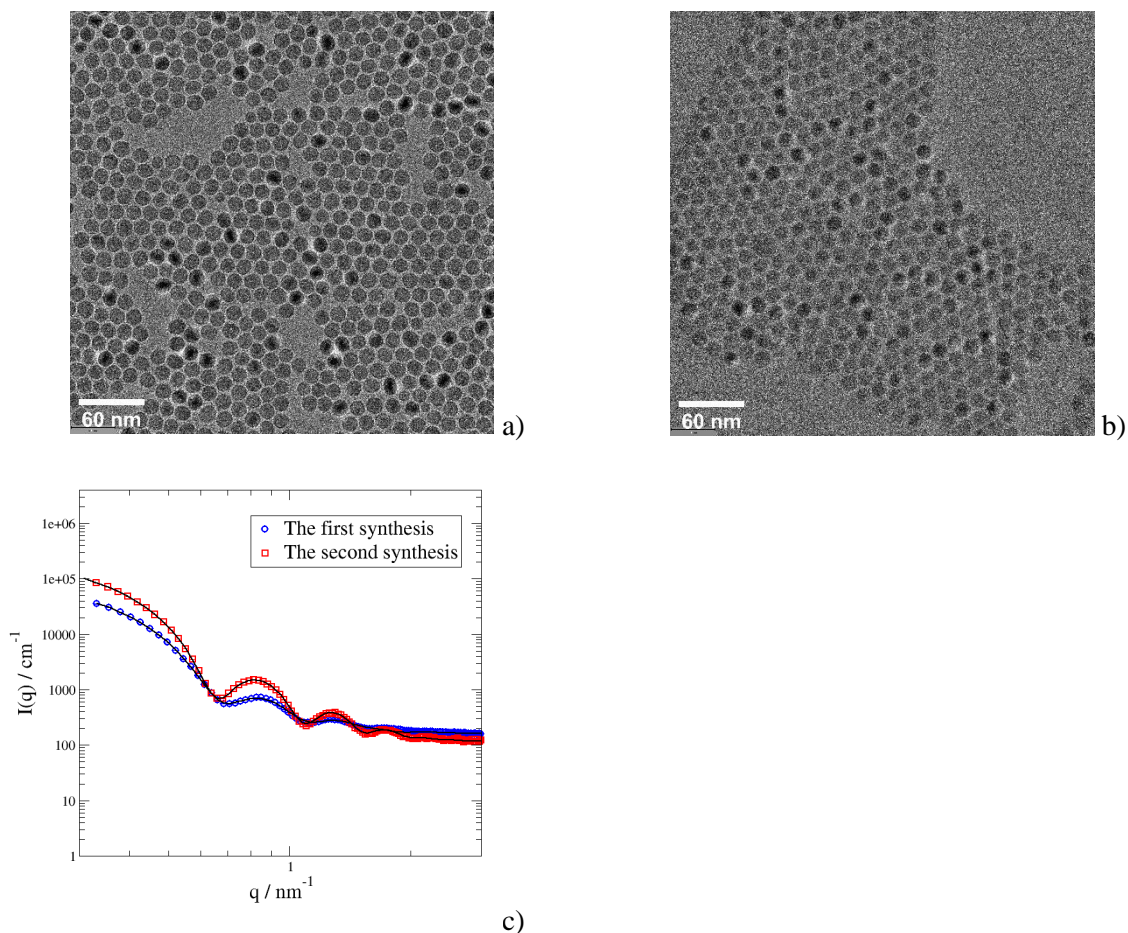 60 nm
a)
60 nm
b)
The first synthesis
The second synthesis
1e+06
1e+05
10000
1000
100
10
1
I(q) / cm-1
1
q / nm-1
c)